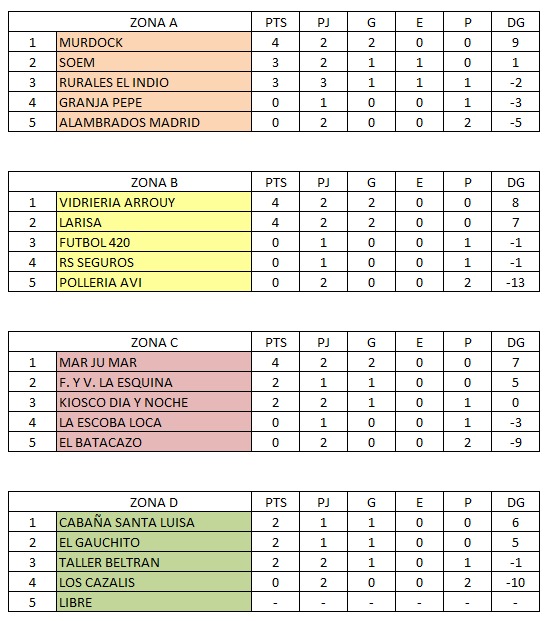 ZONA A PTS PJ G E P DG
1 MURDOCK 4 2 2 0 0 9
2 SOEM 3 2 1 1 0 1
3 RURALES EL INDIO 3 3 1 1 1 -2
4 GRANJA PEPE 0 1 0 0 1 -3
5 ALAMBRADOS MADRID 0 2 0 0 2 -5
ZONA B PTS PJ G E P DG
1 VIDRIERIA ARROUY 4 2 2 0 0 8
2 LARISA 4 2 2 0 0 7
3 FUTBOL 420 0 1 0 0 1 -1
4 RS SEGUROS 0 1 0 0 1 -1
5 POLLERIA AVI 0 2 0 0 2 -13
ZONA C PTS PJ G E P DG
1 MAR JU MAR 4 2 2 0 0 7
2 F. Y V. LA ESQUINA 2 1 1 0 0 5
3 KIOSCO DIA Y NOCHE 2 2 1 0 1 0
4 LA ESCOBA LOCA 0 1 0 0 1 -3
5 EL BATACAZO 0 2 0 0 2 -9
ZONA D PTS PJ G E P DG
1 CABAÑA SANTA LUISA 2 1 1 0 0 6
2 EL GAUCHITO 2 1 1 0 0 5
3 TALLER BELTRAN 2 2 1 0 1 -1
4 LOS CAZALIS 0 2 0 0 2 -10
5 LIBRE - - - - - -